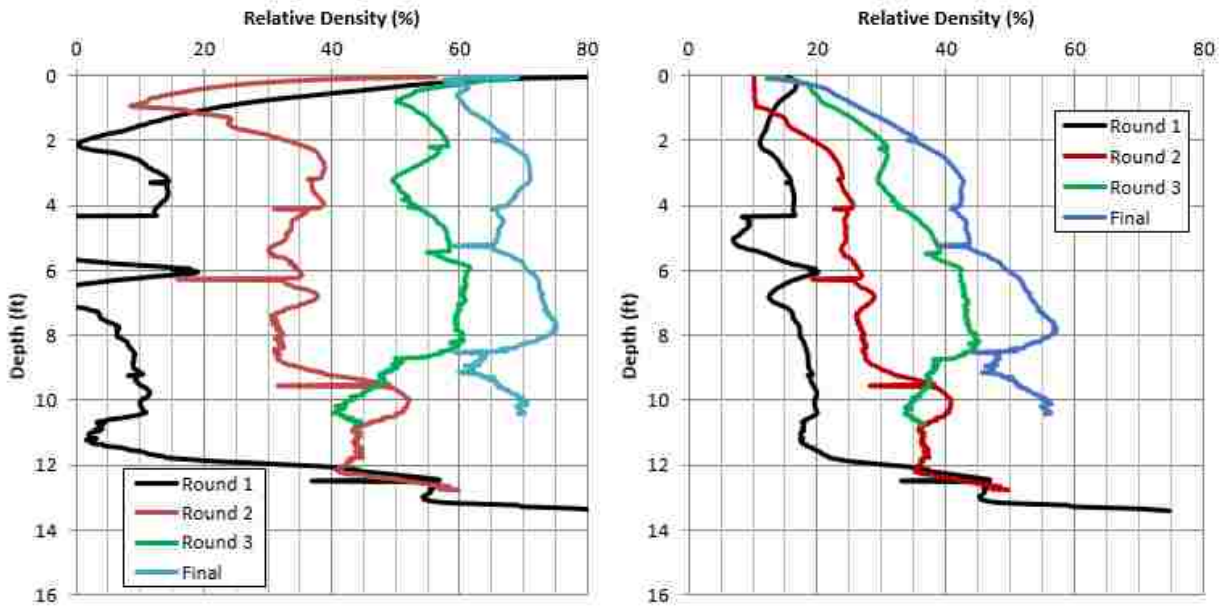 Relative Density (%)
0 20 40 60 80
0
2
4
6
8
10
12
14
16
Depth (ft)
Round 1
Round 2
Round 3
Final
Relative Density (%)
0 20 40 60 80
0
2
4
6
8
10
12
14
16
Depth (ft)
Round 1
Round 2
Round 3
Final